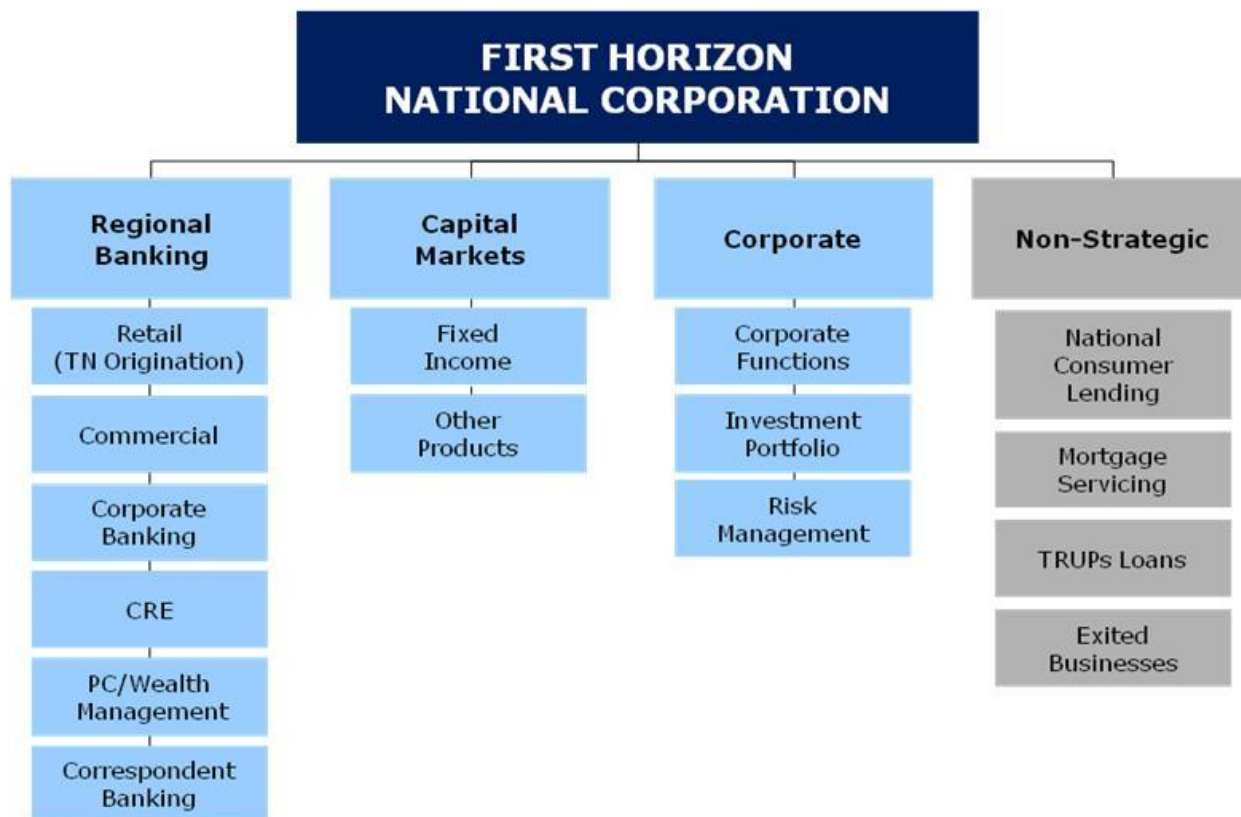 FIRST HORIZON
NATIONAL CORPORATION
Regional
Banking
Retail
(TN Origination)
Commercial
Corporate
Banking
CRE
PC/Wealth
Management
Correspondent
Banking
Capital
Markets
Fixed
Income
Other
Products
Corporate
Corporate
Functions
Investment
Portfolio
Risk
Management
Non-Strategic
National
Consumer
Lending
Mortgage
Servicing
TRUPs Loans
Exited
Businesses